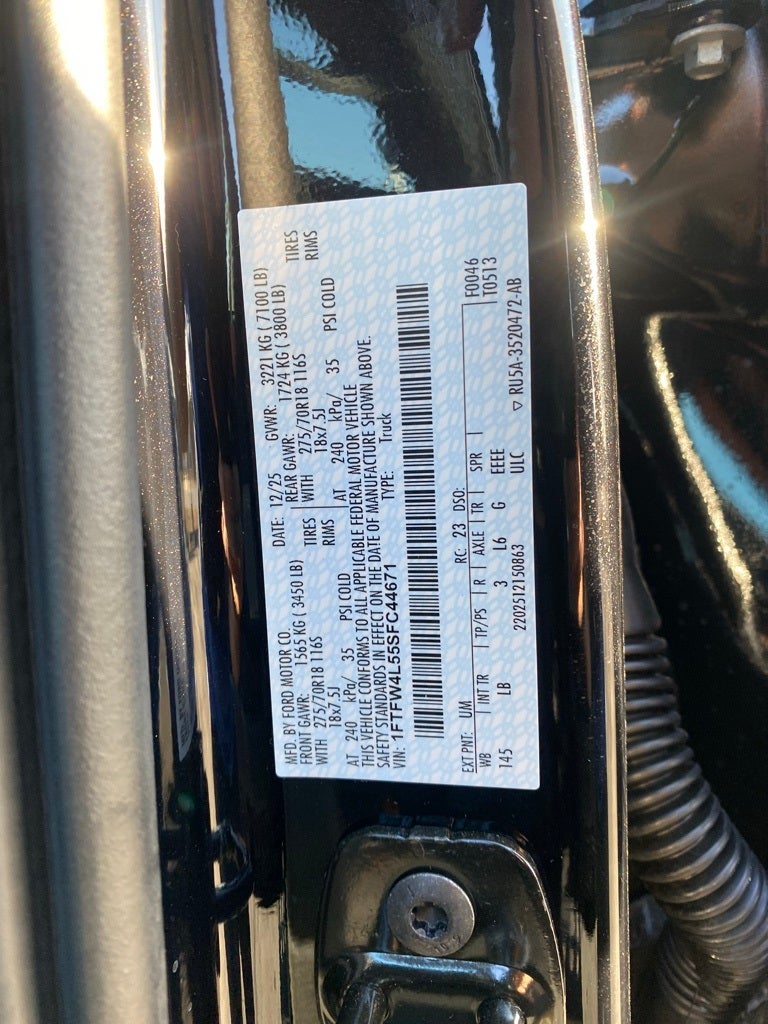 MFD. BY FORD MOTOR CO. DATE: 12/25 GVWR: 3221 KG ( 7100 LB)
FRONT GAWR: 1565 KG ( 3450 LB) REAR GAWR: 1724 KG ( 3800 LB)
WITH 275/70R18 116S TIRES WITH 275/70R18 116S TIRES
18x7.5J RIMS 18x7.5J RIMS
AT 240 kPa/ 35 PSI COLD AT 240 kPa/ 35 PSI COLD
THIS VEHICLE CONFORMS TO ALL APPLICABLE FEDERAL MOTOR VEHICLE
SAFETY STANDARDS IN EFFECT ON THE DATE OF MANUFACTURE SHOWN ABOVE.
VIN: 1FTFW4L55SFC44671 TYPE: Truck
EXT PNT: UM RC: 23 DSO: F0046
WB INT TR TP/PS R AXLE TR SPR T0513
145 LB 3 L6 G EEEE
2202512150863 ULC ▽ RU5A-3520472-AB
10.9